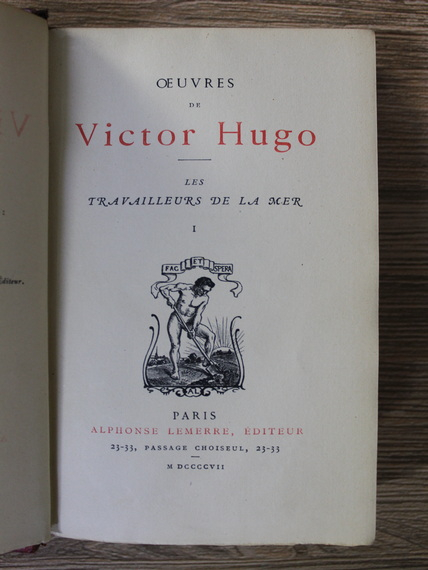 ŒUVRES
DE
Victor Hugo
LES
TRAVAILLEURS DE LA MER
I
FAC ET SPERA
AL
PARIS
ALPHONSE LEMERRE, ÉDITEUR
23-33, PASSAGE CHOISEUL, 23-33
M DCCCCVII